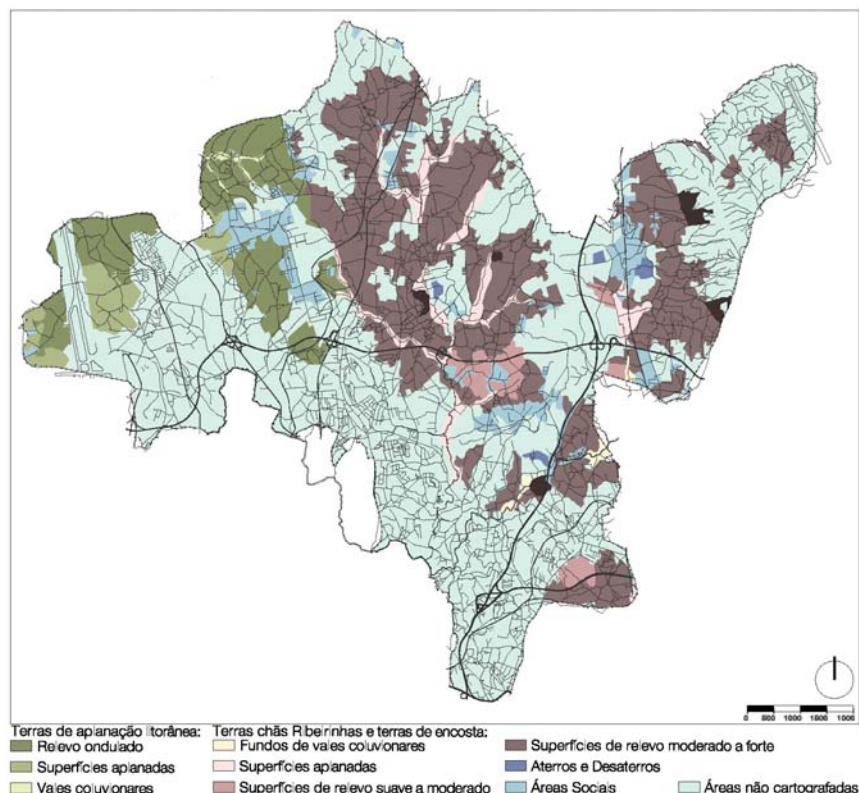 0 500 1000 1500 1000
Terras de aplanação litorânea:
Relevo ondulado
Superfícies aplanadas
Vales coluvionares
Terras chãs Ribeirinhas e terras de encosta:
Fundos de vales coluvionares
Superfícies aplanadas
Superfícies de relevo suave a moderado
Superfícies de relevo moderado a forte
Aterros e Desaterros
Áreas Sociais
Áreas não cartografadas